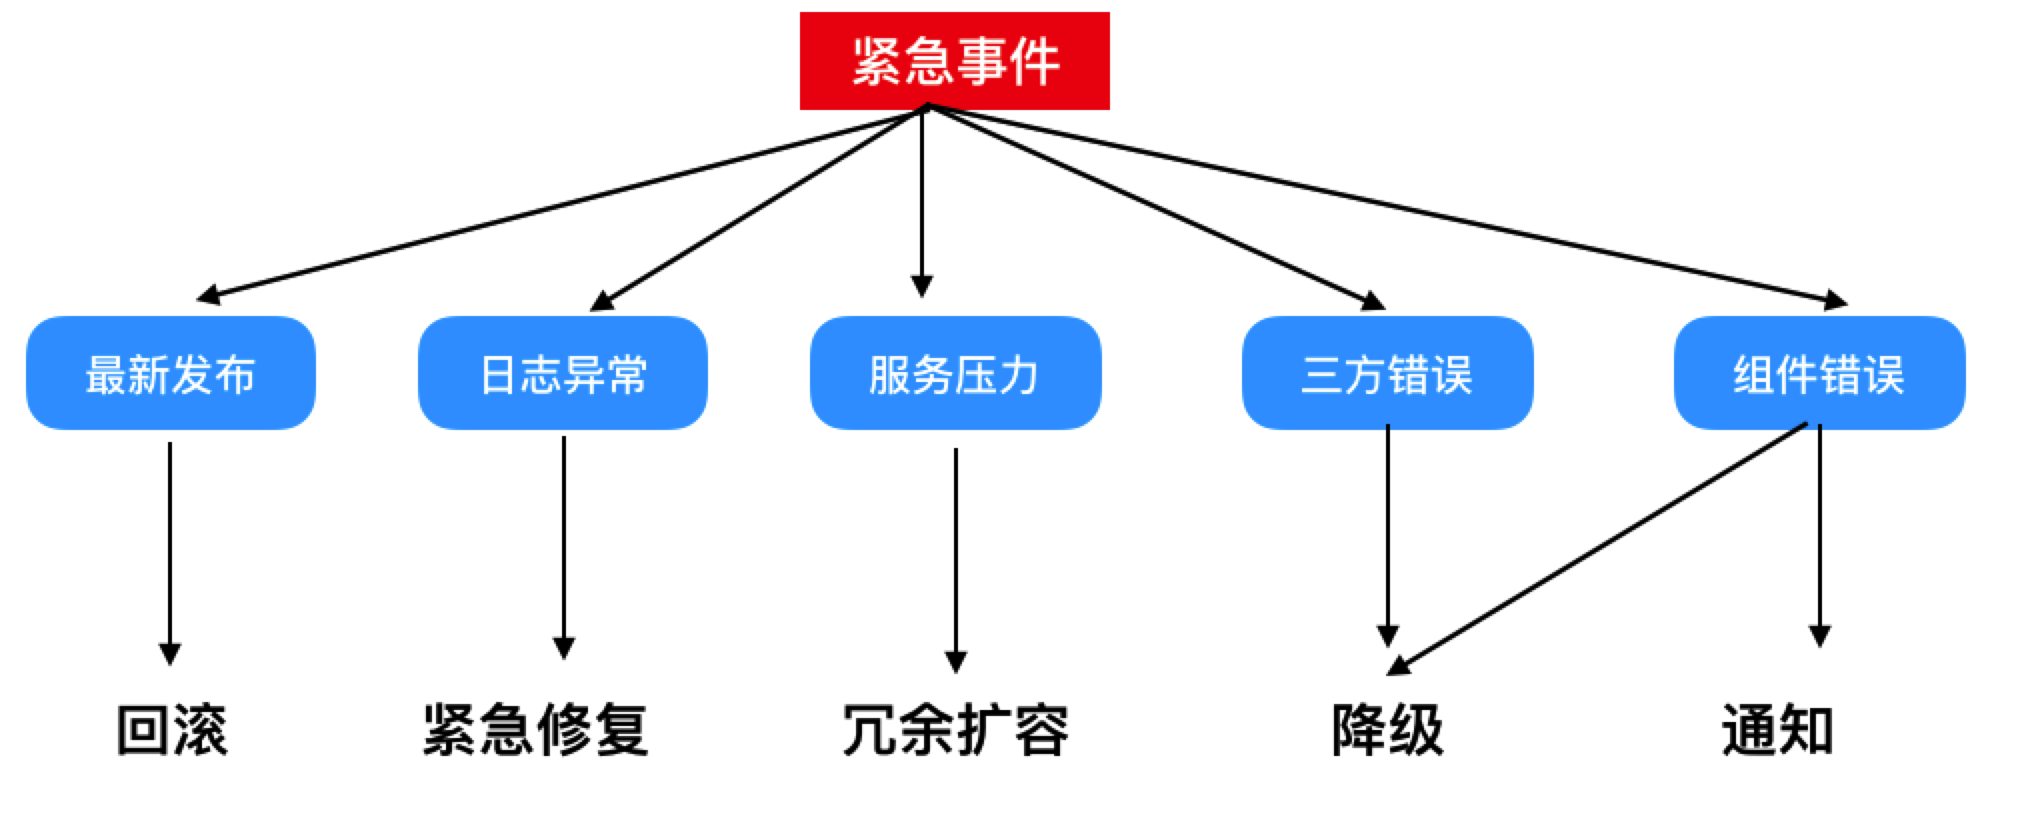 紧急事件
最新发布
日志异常
服务压力
三方错误
组件错误
回滚
紧急修复
冗余扩容
降级
通知